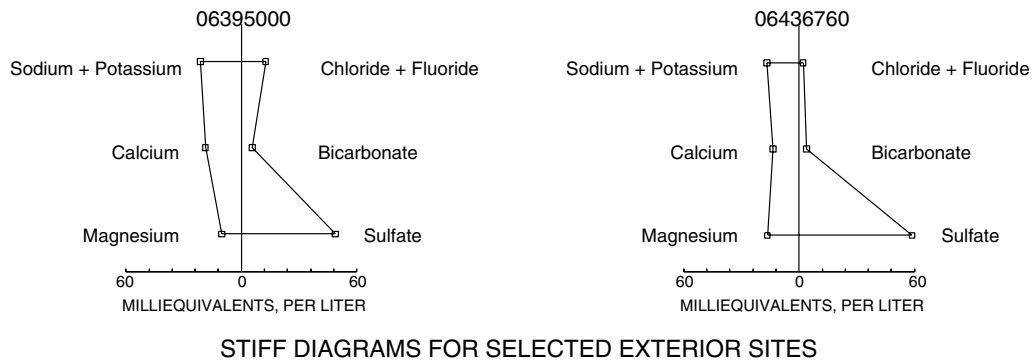 06395000 06436760
Sodium + Potassium Chloride + Fluoride Sodium + Potassium Chloride + Fluoride
Calcium Bicarbonate Calcium Bicarbonate
Magnesium Sulfate Magnesium Sulfate
60 0 60 60 0 60
MILLIEQUIVALENTS, PER LITER MILLIEQUIVALENTS, PER LITER
STIFF DIAGRAMS FOR SELECTED EXTERIOR SITES